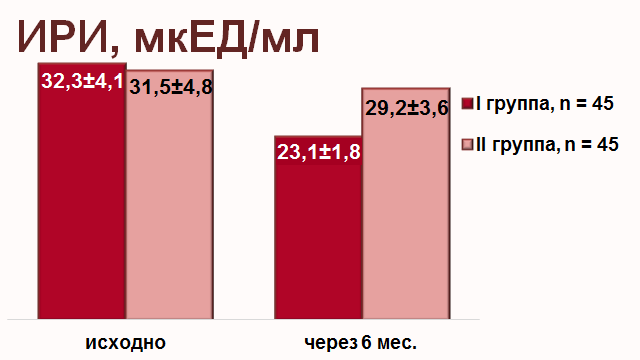 ИРИ, мкЕД/мл
32,3±4,1
31,5±4,8
23,1±1,8
29,2±3,6
I группа, n = 45
II группа, n = 45
исходно
через 6 мес.